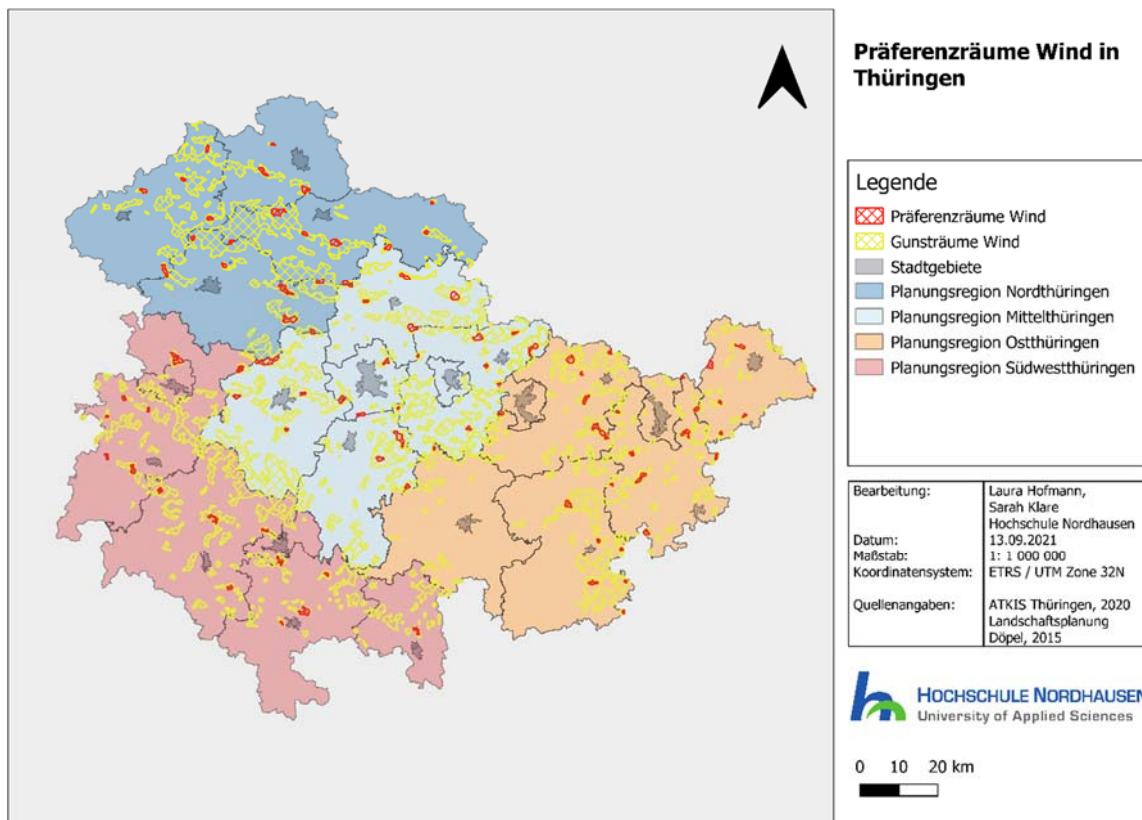 Präferenzräume Wind in
Thüringen
Legende
Präferenzräume Wind
Gunsträume Wind
Stadtgebiete
Planungsregion Nordthüringen
Planungsregion Mittelthüringen
Planungsregion Ostthüringen
Planungsregion Südwestthüringen
Bearbeitung: Laura Hofmann,
Sarah Klare
Hochschule Nordhausen
Datum: 13.09.2021
Maßstab: 1: 1 000 000
Koordinatensystem: ETRS / UTM Zone 32N
Quellenangaben: ATKIS Thüringen, 2020
Landschaftsplanung
Döpel, 2015
HOCHSCHULE NORDHAUSEN
University of Applied Sciences
0 10 20 km